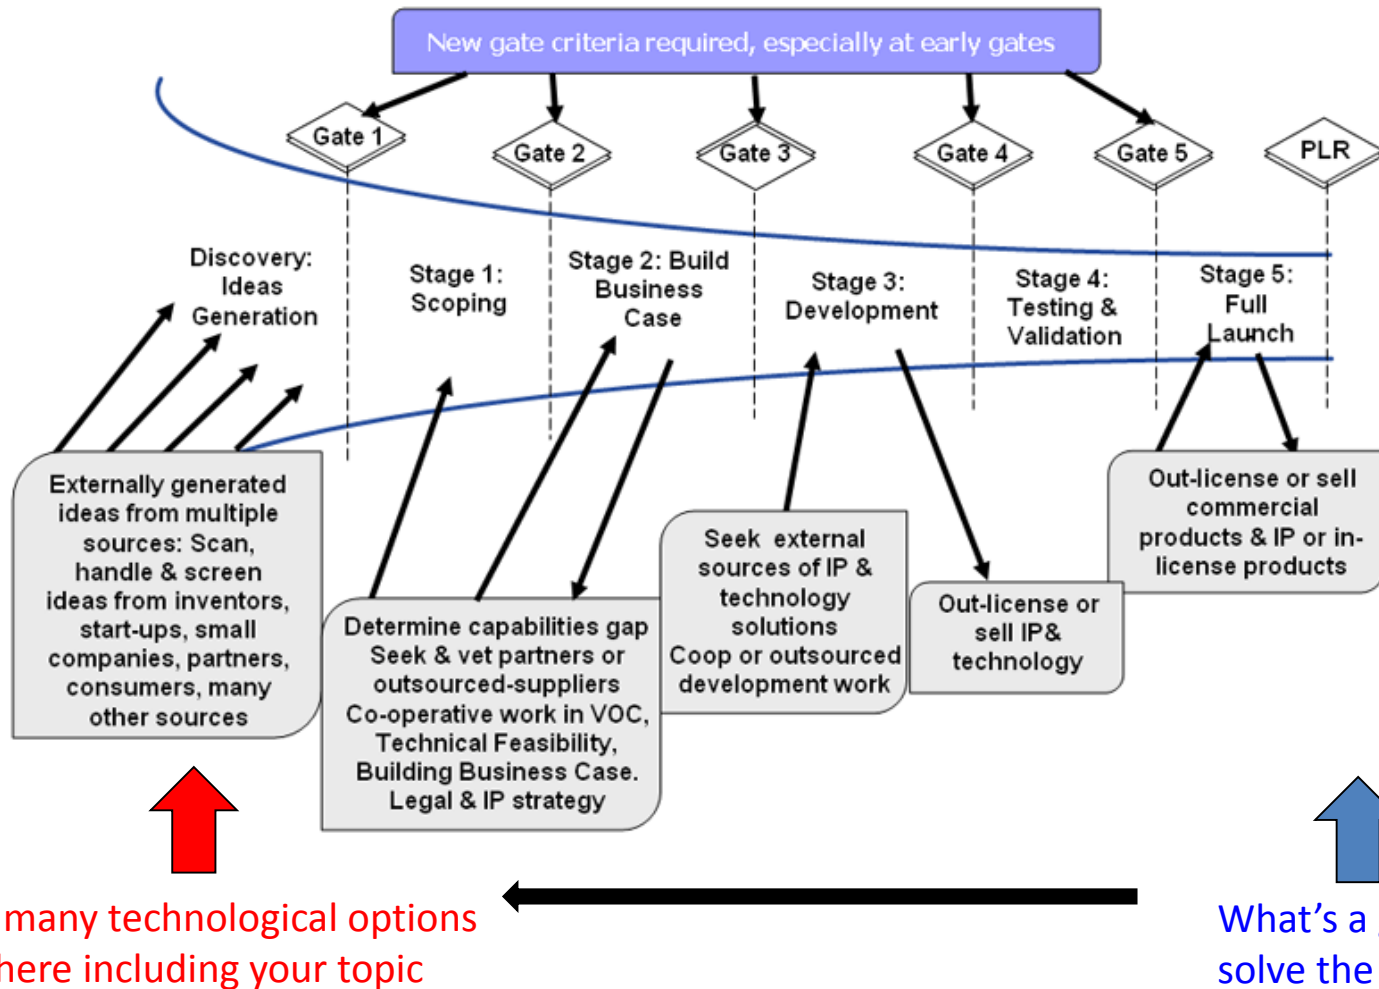 New gate criteria required, especially at early gates
Gate 1
Gate 2
Gate 3
Gate 4
Gate 5
PLR
Discovery:
Ideas
Generation
Stage 1:
Scoping
Stage 2: Build
Business
Case
Stage 3:
Development
Stage 4:
Testing &
Validation
Stage 5:
Full
Launch
Externally generated
ideas from multiple
sources: Scan,
handle & screen
ideas from inventors,
start-ups, small
companies, partners,
consumers, many
other sources
Determine capabilities gap
Seek & vet partners or
outsourced-suppliers
Co-operative work in VOC,
Technical Feasibility,
Building Business Case.
Legal & IP strategy
Seek external
sources of IP &
technology
solutions
Coop or outsourced
development work
Out-license or
sell IP&
technology
Out-license or sell
commercial
products & IP or in-
license products
many technological options
here including your topic
What's a
solve the